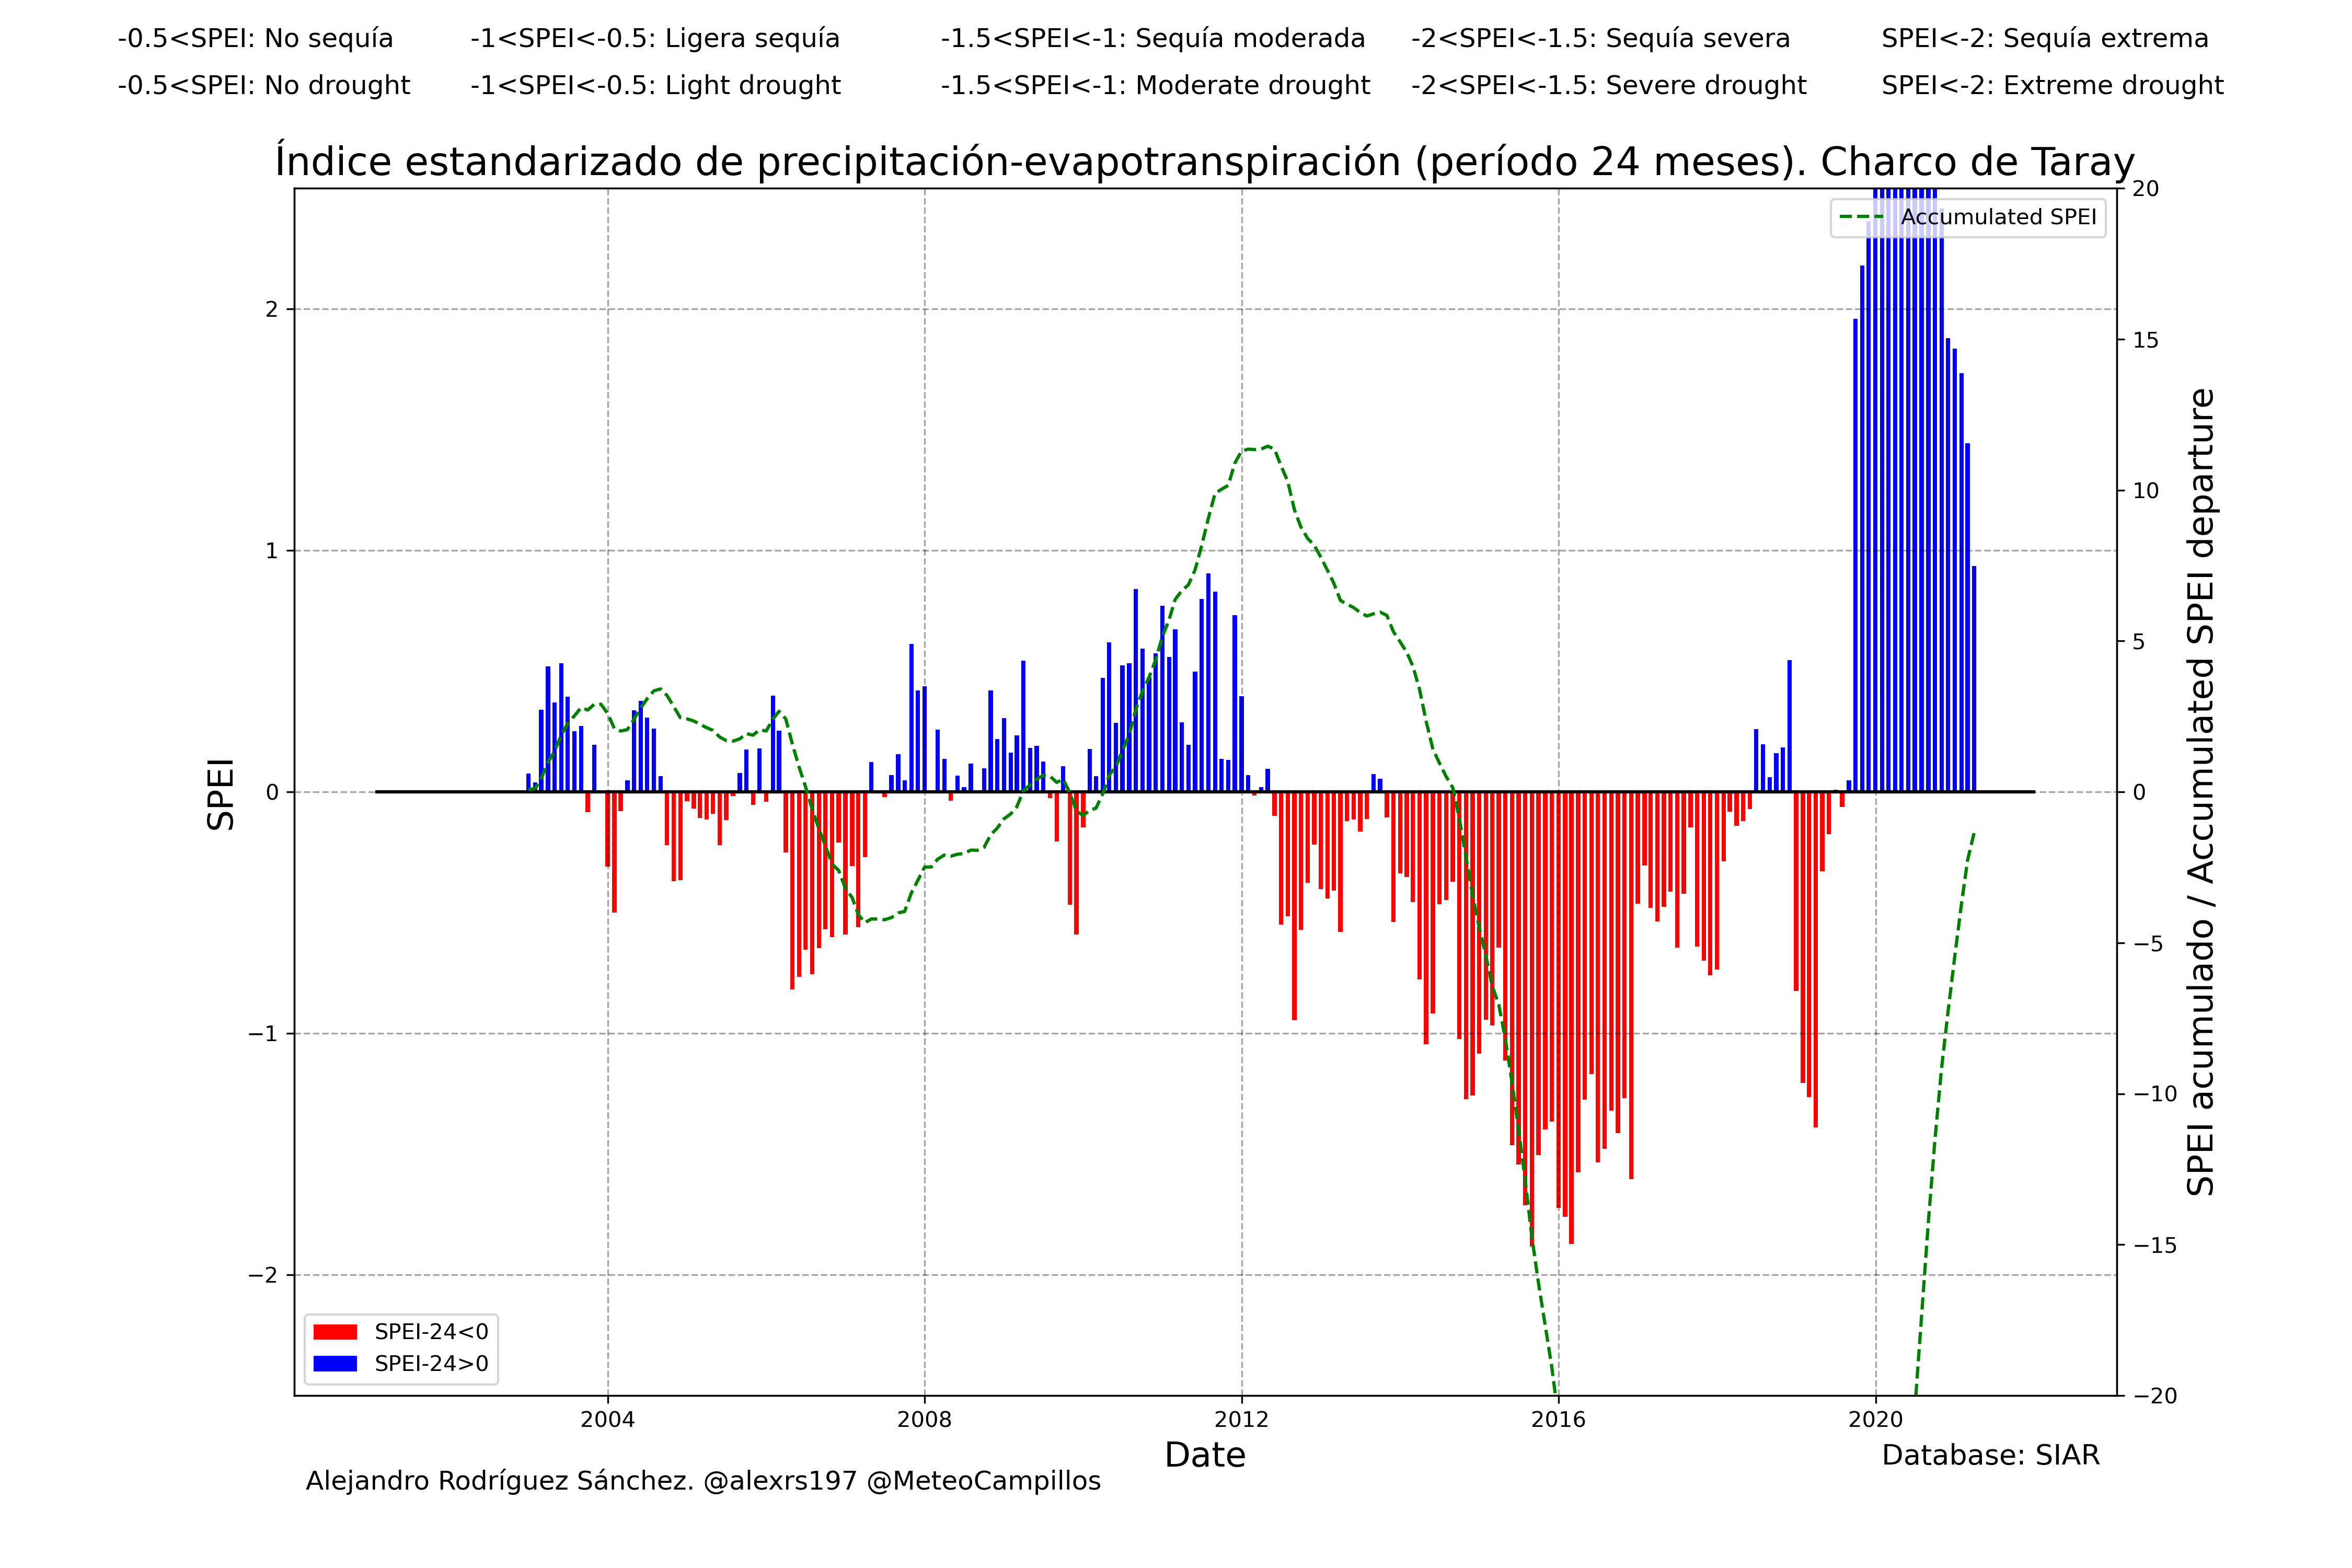 -0.5<SPEI: No sequía -1<SPEI<-0.5: Ligera sequía -1.5<SPEI<-1: Sequía moderada -2<SPEI<-1.5: Sequía severa SPEI<-2: Sequía extrema
-0.5<SPEI: No drought -1<SPEI<-0.5: Light drought -1.5<SPEI<-1: Moderate drought -2<SPEI<-1.5: Severe drought SPEI<-2: Extreme drought
Índice estandarizado de precipitación-evapotranspiración (período 24 meses). Charco de Taray
Accumulated SPEI
SPEI
2
1
0
−1
−2
20
15
10
5
0
−5
−10
−15
−20
SPEI acumulado / Accumulated SPEI departure
SPEI-24<0
SPEI-24>0
2004 2008 2012 2016 2020
Date
Database: SIAR
Alejandro Rodríguez Sánchez. @alexrs197 @MeteoCampillos